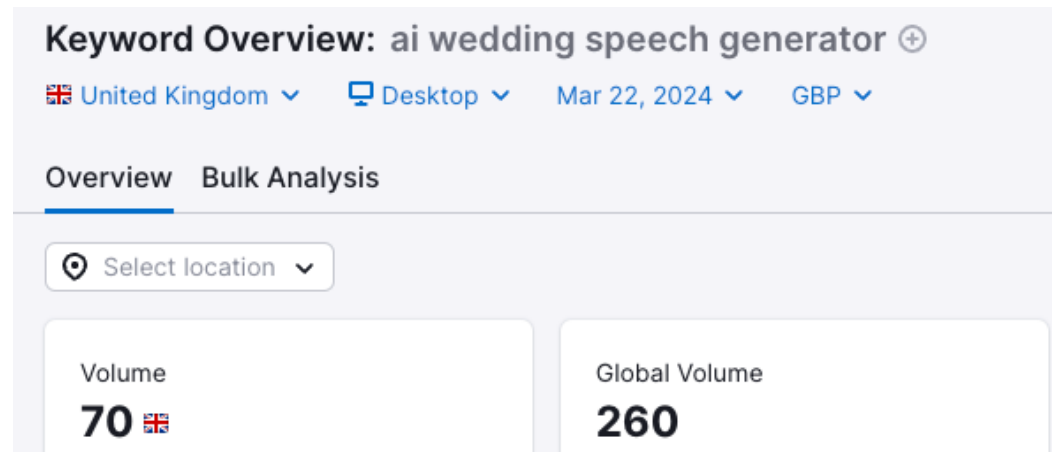 Keyword Overview: ai wedding speech generator
United Kingdom Desktop Mar 22, 2024 GBP
Overview Bulk Analysis
Select location
Volume Global Volume
70 260